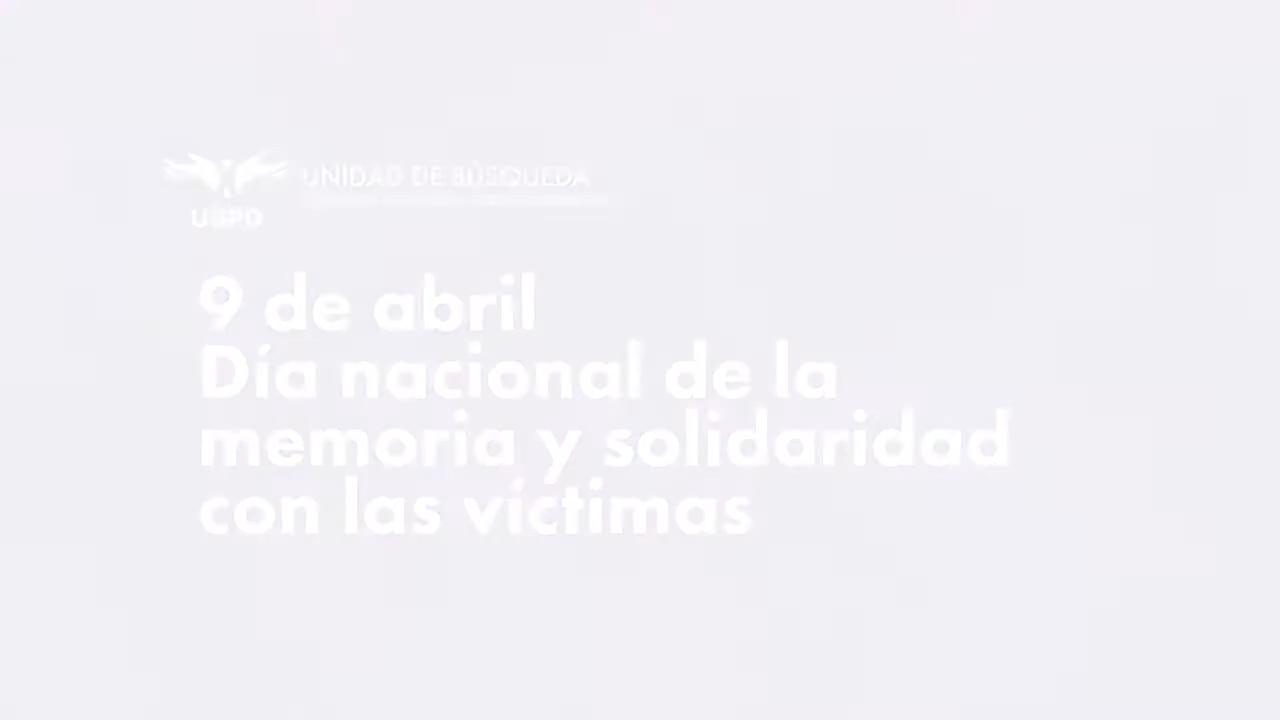 UNIDAD DE BÚSQUEDA
UBPD
9 de abril
Día nacional de la
memoria y solidaridad
con las víctimas